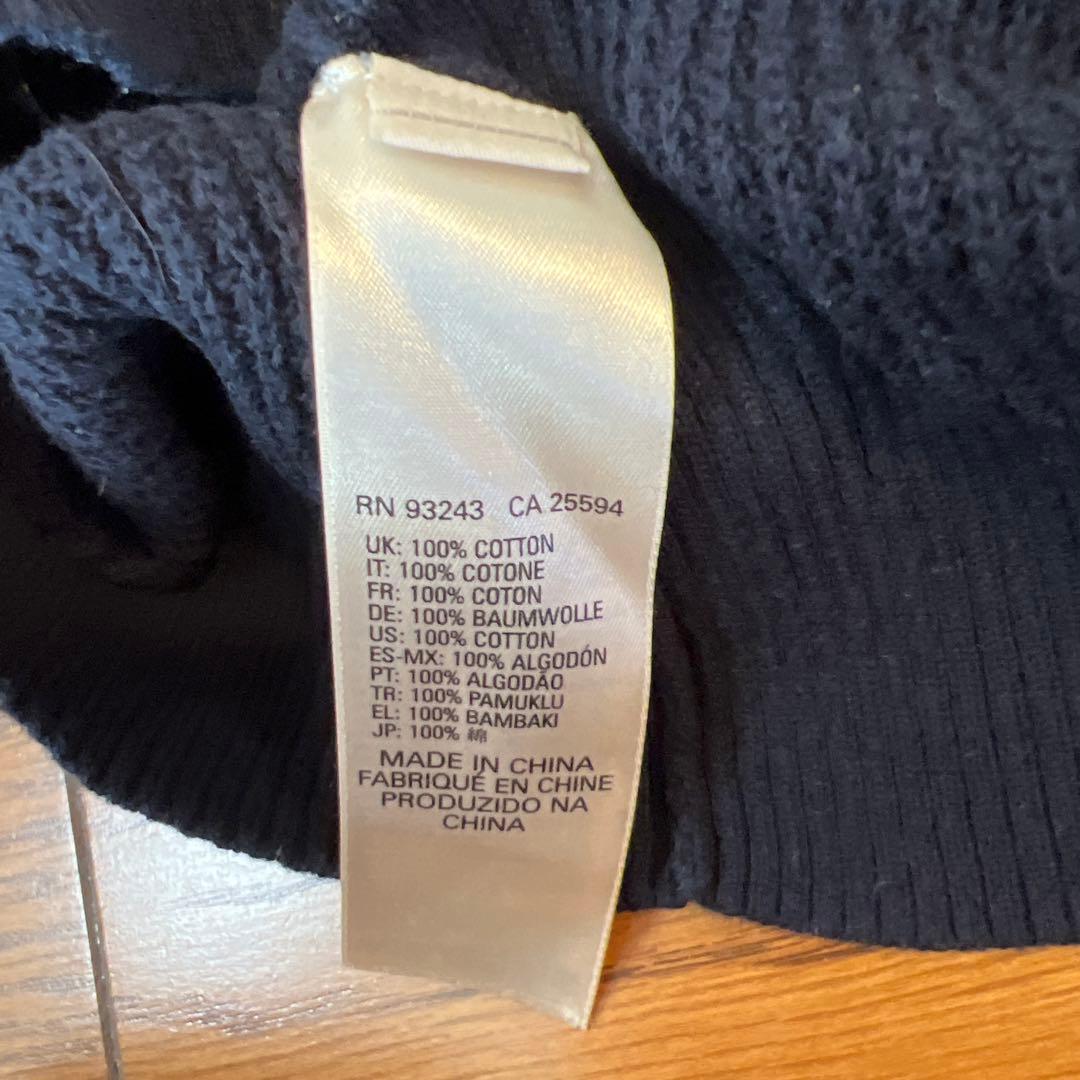 RN 93243 CA 25594
UK: 100% COTTON
IT: 100% COTONE
FR: 100% COTON
DE: 100% BAUMWOLLE
US: 100% COTTON
ES-MX: 100% ALGODÓN
PT: 100% ALGODÃO
TR: 100% PAMUKLU
EL: 100% BAMBAKI
JP: 100% 綿
MADE IN CHINA
FABRIQUÉ EN CHINE
PRODUZIDO NA
CHINA